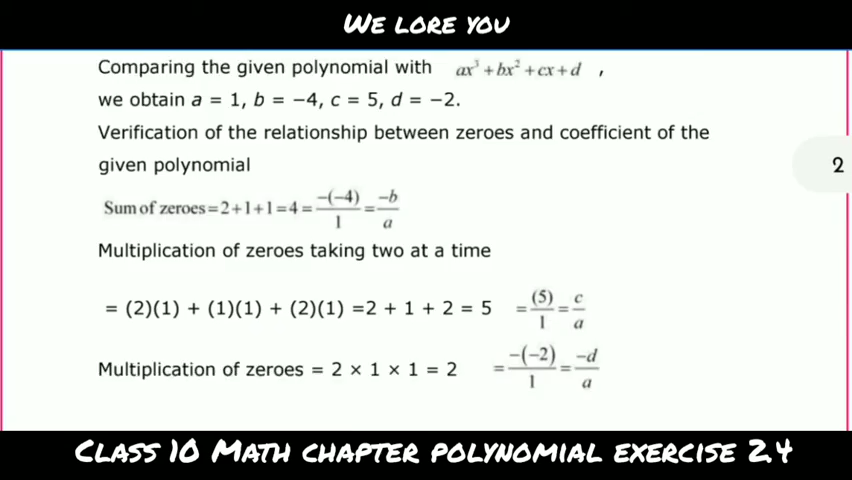 We lore you
Comparing the given polynomial with ax³ + bx² + cx + d ,
we obtain a = 1, b = −4, c = 5, d = −2.
Verification of the relationship between zeroes and coefficient of the
given polynomial
2
Sum of zeroes = 2+1+1 = 4 = −(−4)/1 = −b/a
Multiplication of zeroes taking two at a time
= (2)(1) + (1)(1) + (2)(1) =2 + 1 + 2 = 5 = (5)/1 = c/a
Multiplication of zeroes = 2 × 1 × 1 = 2 = −(−2)/1 = −d/a
Class 10 Math chapter polynomial exercise 2.4